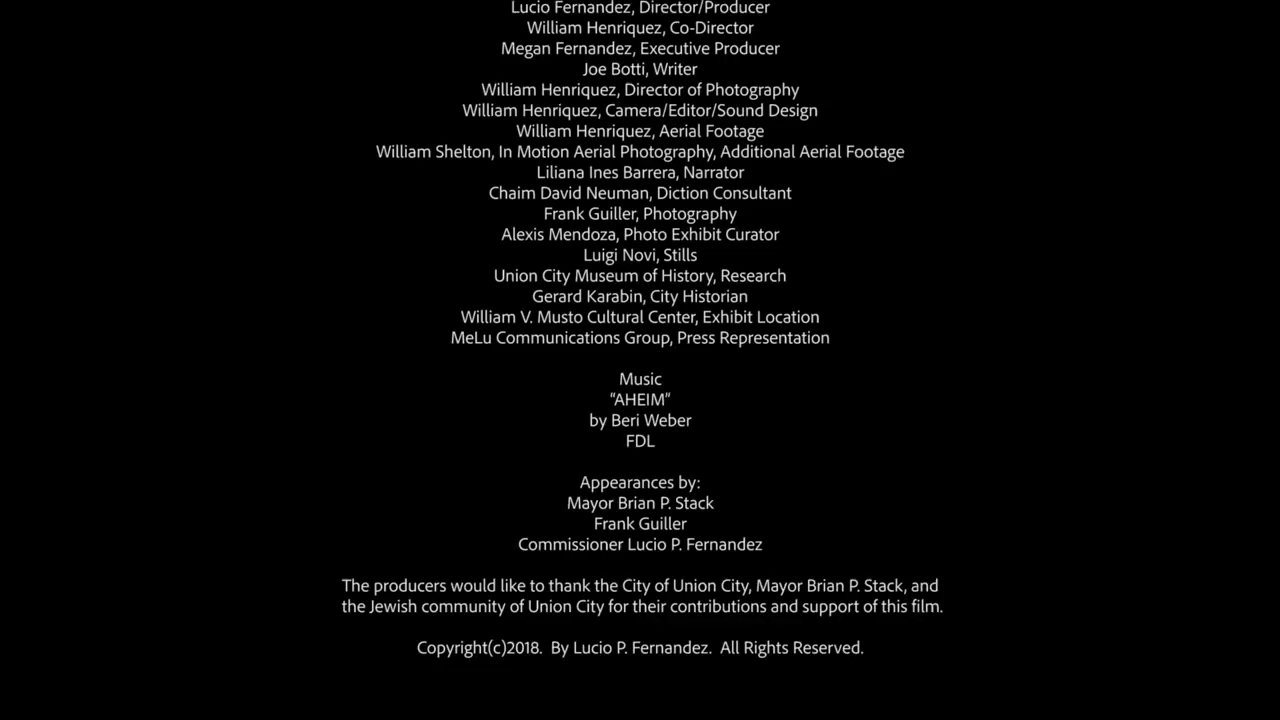 Lucio Fernandez, Director/Producer
William Henriquez, Co-Director
Megan Fernandez, Executive Producer
Joe Botti, Writer
William Henriquez, Director of Photography
William Henriquez, Camera/Editor/Sound Design
William Henriquez, Aerial Footage
William Shelton, In Motion Aerial Photography, Additional Aerial Footage
Liliana Ines Barrera, Narrator
Chaim David Neuman, Diction Consultant
Frank Guiller, Photography
Alexis Mendoza, Photo Exhibit Curator
Luigi Novi, Stills
Union City Museum of History, Research
Gerard Karabin, City Historian
William V. Musto Cultural Center, Exhibit Location
MeLu Communications Group, Press Representation
Music
“AHEIM”
by Beri Weber
FDL
Appearances by:
Mayor Brian P. Stack
Frank Guiller
Commissioner Lucio P. Fernandez
The producers would like to thank the City of Union City, Mayor Brian P. Stack, and
the Jewish community of Union City for their contributions and support of this film.
Copyright(c)2018.  By Lucio P. Fernandez.  All Rights Reserved.